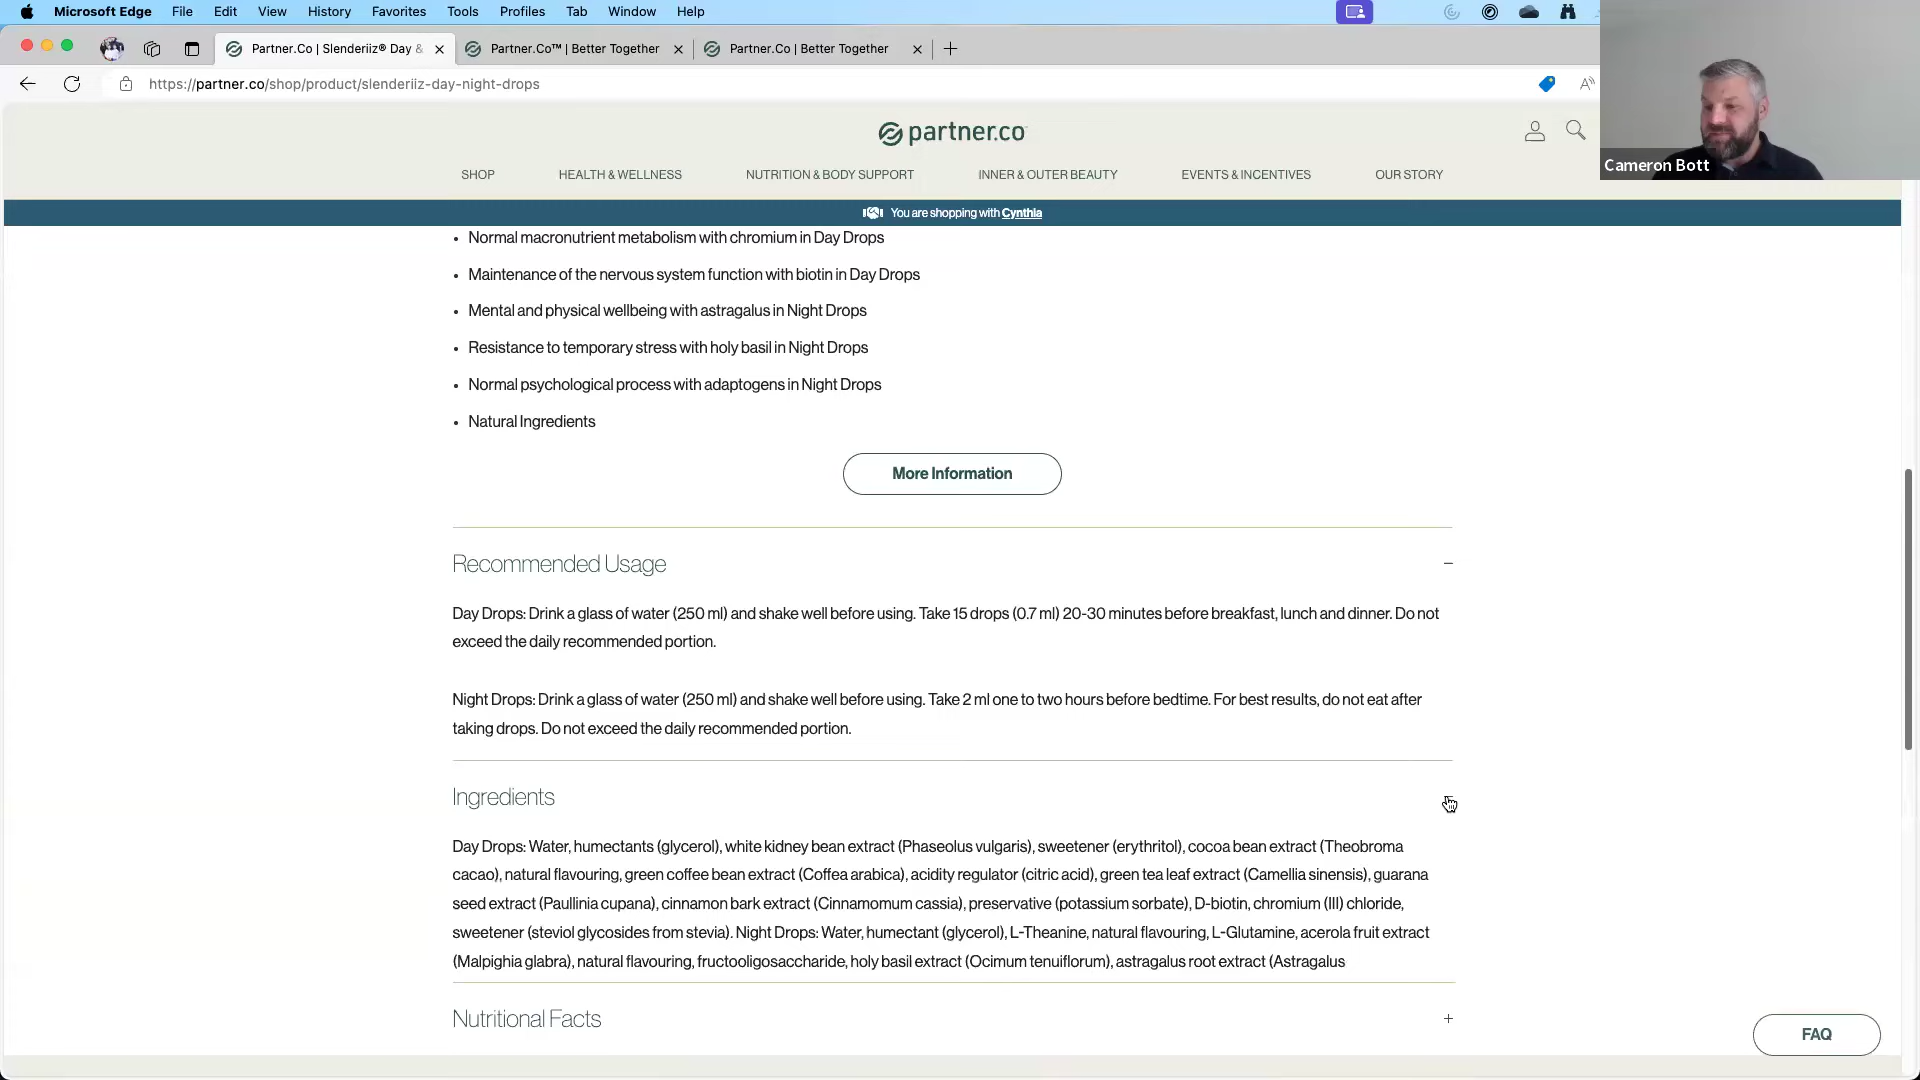 Microsoft Edge File Edit View History Favorites Tools Profiles Tab Window Help
Partner.Co | Slenderiiz® Day &
Partner.Co™ | Better Together
Partner.Co | Better Together
https://partner.co/shop/product/slenderiiz-day-night-drops
Cameron Bott
partner.co
SHOP HEALTH & WELLNESS NUTRITION & BODY SUPPORT INNER & OUTER BEAUTY EVENTS & INCENTIVES OUR STORY
You are shopping with Cynthia
• Normal macronutrient metabolism with chromium in Day Drops
• Maintenance of the nervous system function with biotin in Day Drops
• Mental and physical wellbeing with astragalus in Night Drops
• Resistance to temporary stress with holy basil in Night Drops
• Normal psychological process with adaptogens in Night Drops
• Natural Ingredients
More Information
Recommended Usage
Day Drops: Drink a glass of water (250 ml) and shake well before using. Take 15 drops (0.7 ml) 20-30 minutes before breakfast, lunch and dinner. Do not
exceed the daily recommended portion.
Night Drops: Drink a glass of water (250 ml) and shake well before using. Take 2 ml one to two hours before bedtime. For best results, do not eat after
taking drops. Do not exceed the daily recommended portion.
Ingredients
Day Drops: Water, humectants (glycerol), white kidney bean extract (Phaseolus vulgaris), sweetener (erythritol), cocoa bean extract (Theobroma
cacao), natural flavouring, green coffee bean extract (Coffea arabica), acidity regulator (citric acid), green tea leaf extract (Camellia sinensis), guarana
seed extract (Paullinia cupana), cinnamon bark extract (Cinnamomum cassia), preservative (potassium sorbate), D-biotin, chromium (III) chloride,
sweetener (steviol glycosides from stevia). Night Drops: Water, humectant (glycerol), L-Theanine, natural flavouring, L-Glutamine, acerola fruit extract
(Malpighia glabra), natural flavouring, fructooligosaccharide, holy basil extract (Ocimum tenuiflorum), astragalus root extract (Astragalus
Nutritional Facts
FAQ